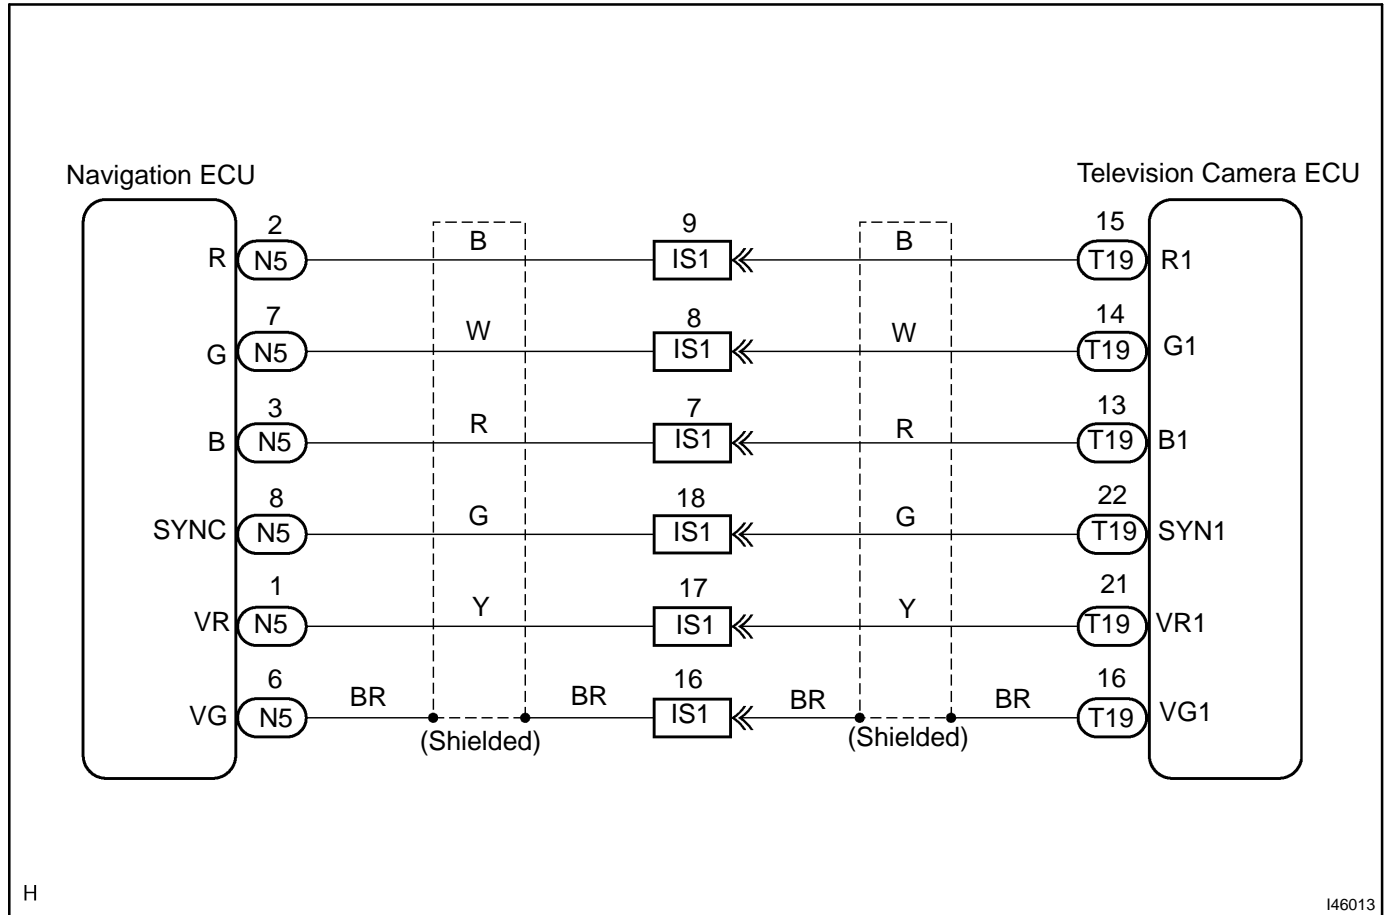 Navigation ECU
Television Camera ECU
2 9 15
B B
R N5 IS1 T19 R1
7 8 14
W W
G N5 IS1 T19 G1
3 7 13
R R
B N5 IS1 T19 B1
8 18 22
G G
SYNC N5 IS1 T19 SYN1
1 17 21
Y Y
VR N5 IS1 T19 VR1
6 16 16
BR BR BR BR
VG N5 IS1 T19 VG1
(Shielded) (Shielded)
H
I46013